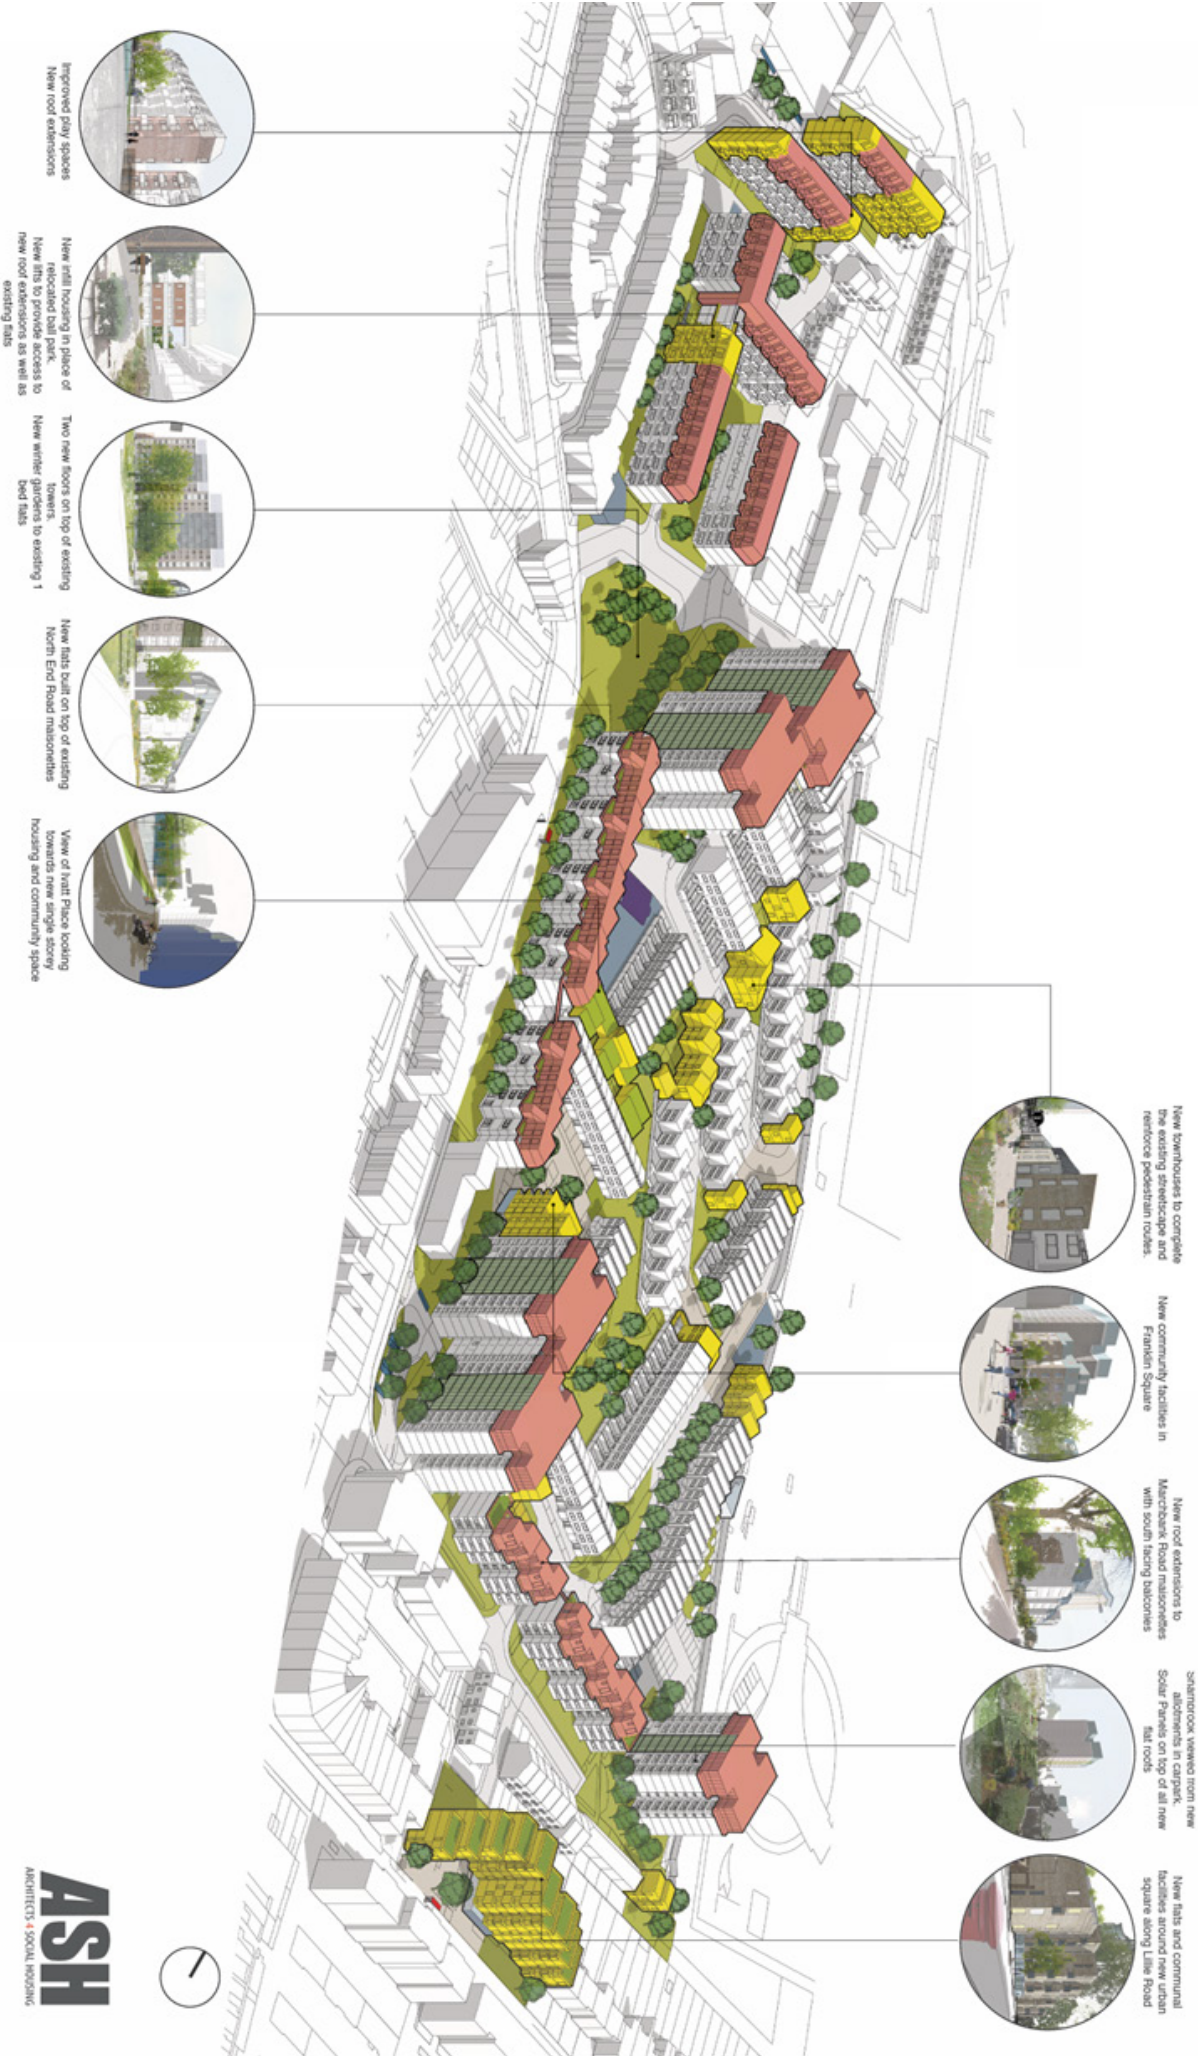 New townhouses to complete
the existing streetscape and
reinforce pedestrain routes.
New community facilities in
Franklin Square
New roof extensions to
Marchbank Road maisonettes
with south facing balconies
viewed from new
allotments in carpark.
Solar Panels on top of all new
flat roofs
New flats and communal
facilities around new urban
square along Lillie Road
Improved play spaces
New roof extensions
New infill housing in place of
relocated ball park.
New lifts to provide access to
new roof extensions as well as
existing flats
Two new floors on top of existing
towers.
New winter gardens to existing 1
bed flats
New flats built on top of existing
North End Road maisonettes
View of Ivatt Place looking
towards new single storey
housing and community space
ASH
ARCHITECTS 4 SOCIAL HOUSING